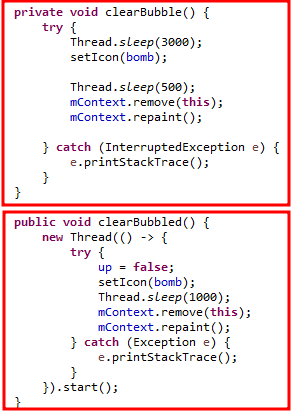 private void clearBubble() {
    try {
        Thread.sleep(3000);
        setIcon(bomb);

        Thread.sleep(500);
        mContext.remove(this);
        mContext.repaint();

    } catch (InterruptedException e) {
        e.printStackTrace();
    }
}
public void clearBubbled() {
    new Thread(() -> {
        try {
            up = false;
            setIcon(bomb);
            Thread.sleep(1000);
            mContext.remove(this);
            mContext.repaint();
        } catch (Exception e) {
            e.printStackTrace();
        }
    }).start();
}